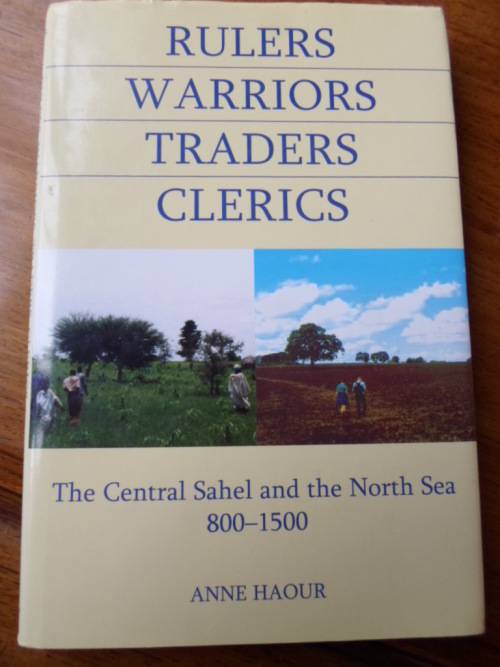 RULERS
WARRIORS
TRADERS
CLERICS
The Central Sahel and the North Sea
800–1500
ANNE HAOUR